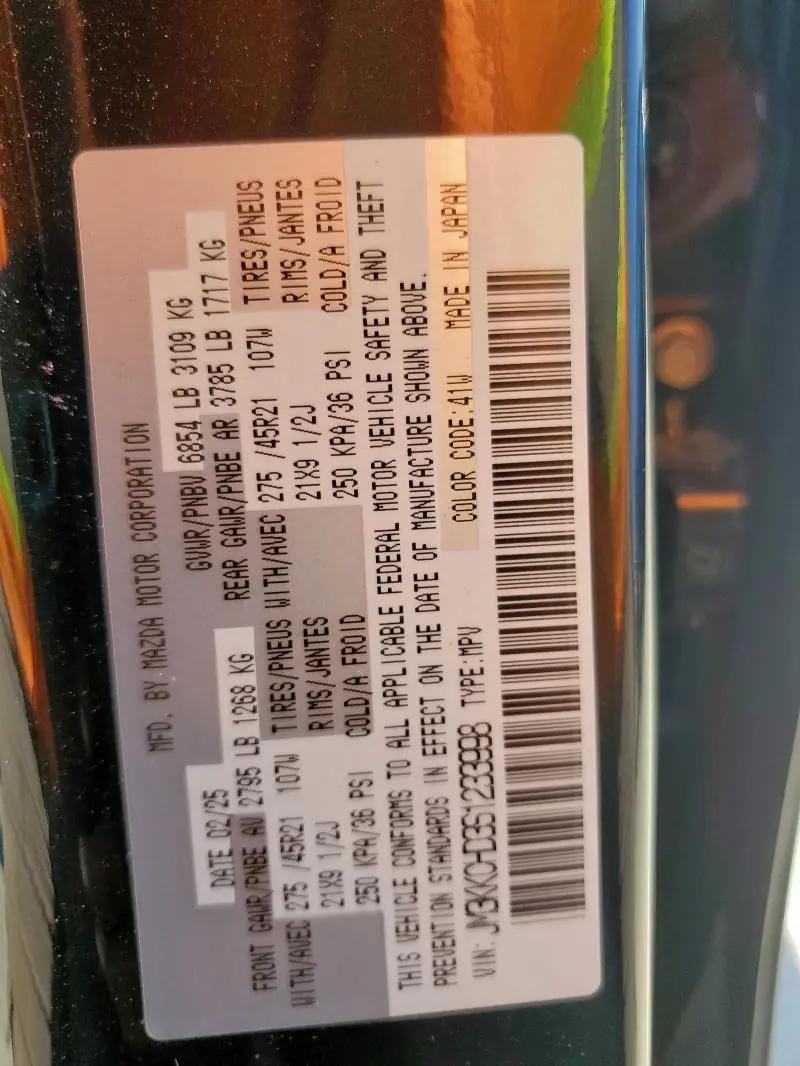 MFD. BY MAZDA MOTOR CORPORATION
DATE 02/25 GVWR/PNBV 6854 LB 3109 KG
FRONT GAWR/PNBE AV 2795 LB 1268 KG REAR GAWR/PNBE AR 3785 LB 1717 KG
WITH/AVEC 275 /45R21 107W TIRES/PNEUS WITH/AVEC 275 /45R21 107W TIRES/PNEUS
21X9 1/2J RIMS/JANTES 21X9 1/2J RIMS/JANTES
250 KPA/36 PSI COLD/A FROID 250 KPA/36 PSI COLD/A FROID
THIS VEHICLE CONFORMS TO ALL APPLICABLE FEDERAL MOTOR VEHICLE SAFETY AND THEFT
PREVENTION STANDARDS IN EFFECT ON THE DATE OF MANUFACTURE SHOWN ABOVE.
VIN: JM3KKDHD3S1233998 TYPE:MPV COLOR CODE:41W MADE IN JAPAN